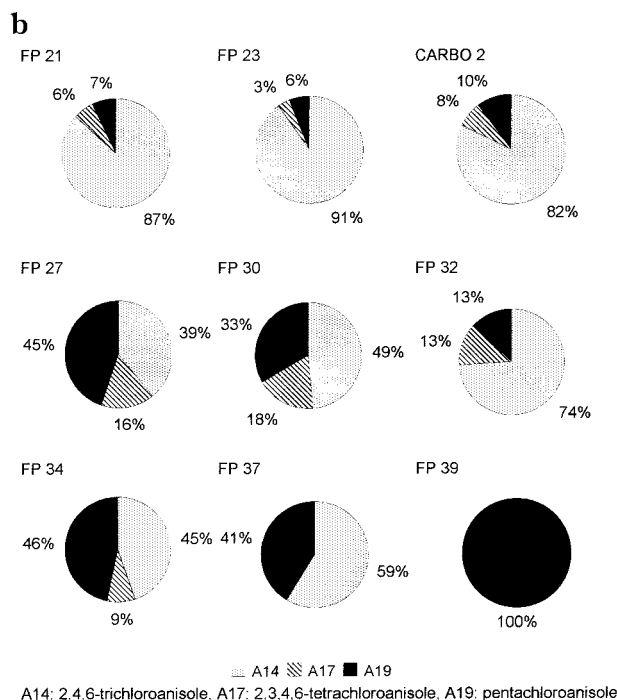 b
FP 21 FP 23 CARBO 2
6% 7% 3% 6% 8% 10%
87% 91% 82%
FP 27 FP 30 FP 32
45% 39% 33% 49% 13% 13%
16% 18% 74%
FP 34 FP 37 FP 39
46% 45% 41% 59%
9% 100%
A14 A17 A19
A14: 2,4,6-trichloroanisole, A17: 2,3,4,6-tetrachloroanisole, A19: pentachloroanisole